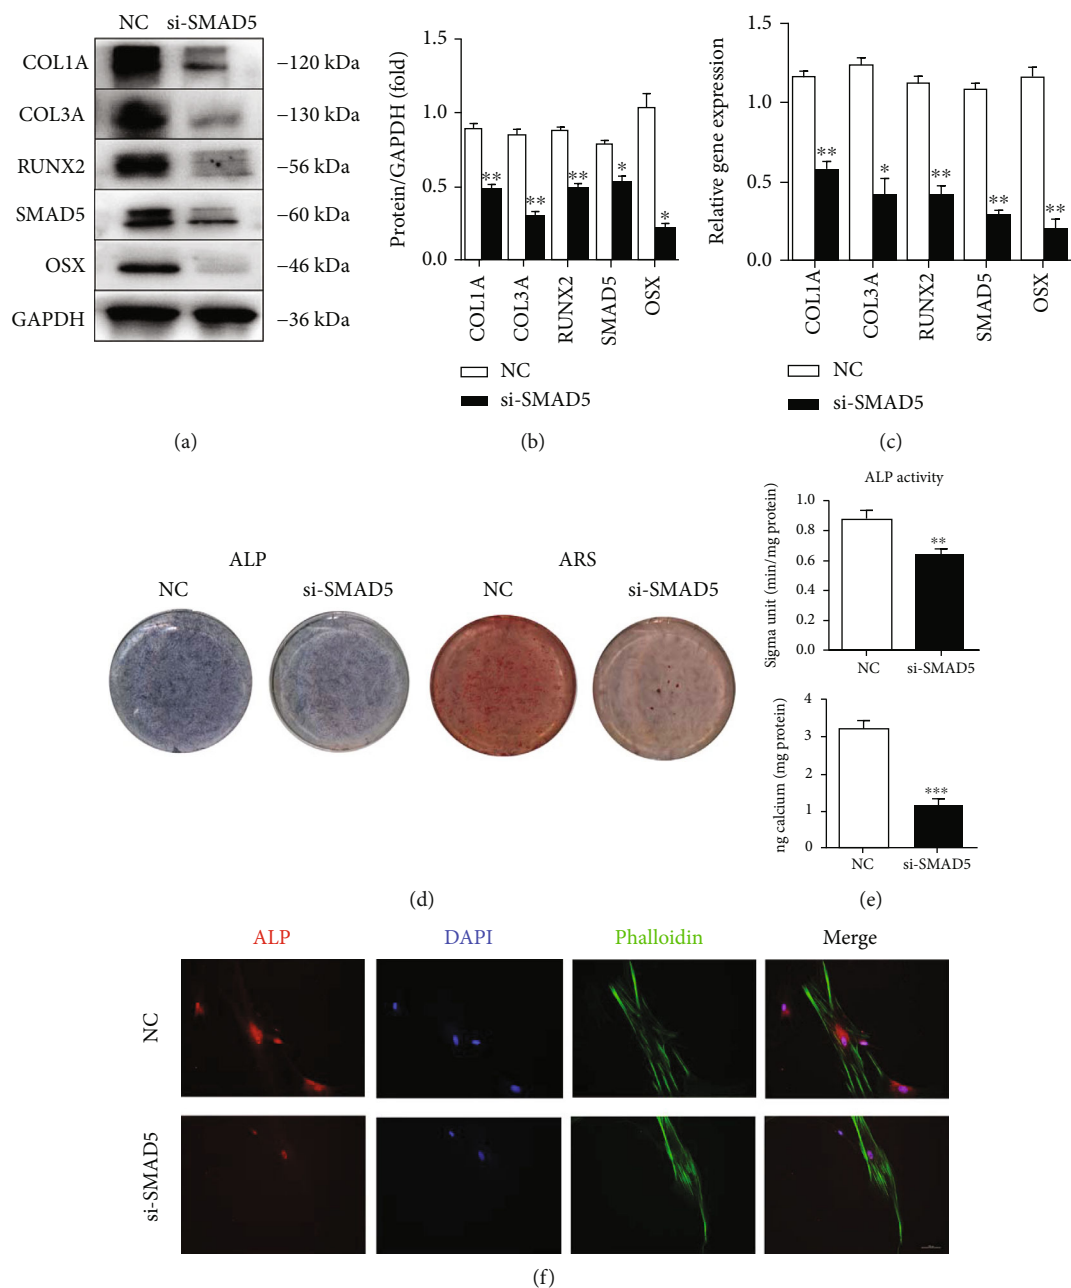 NC si-SMAD5
COL1A
−120 kDa
COL3A
−130 kDa
RUNX2
−56 kDa
SMAD5
−60 kDa
OSX
−46 kDa
GAPDH
−36 kDa
(a)
Protein/GAPDH (fold)
1.5
1.0
0.5
0.0
** ** ** * *
COL1A
COL3A
RUNX2
SMAD5
OSX
NC
si-SMAD5
(b)
Relative gene expression
1.5
1.0
0.5
0.0
** * ** ** **
COL1A
COL3A
RUNX2
SMAD5
OSX
NC
si-SMAD5
(c)
ALP
ARS
NC si-SMAD5 NC si-SMAD5
(d)
ALP activity
Sigma unit (min/mg protein)
1.0
0.8
0.6
0.4
0.2
0.0
**
NC si-SMAD5
ng calcium (mg protein)
4
3
2
1
0
***
NC si-SMAD5
(e)
ALP DAPI Phalloidin Merge
NC
si-SMAD5
(f)